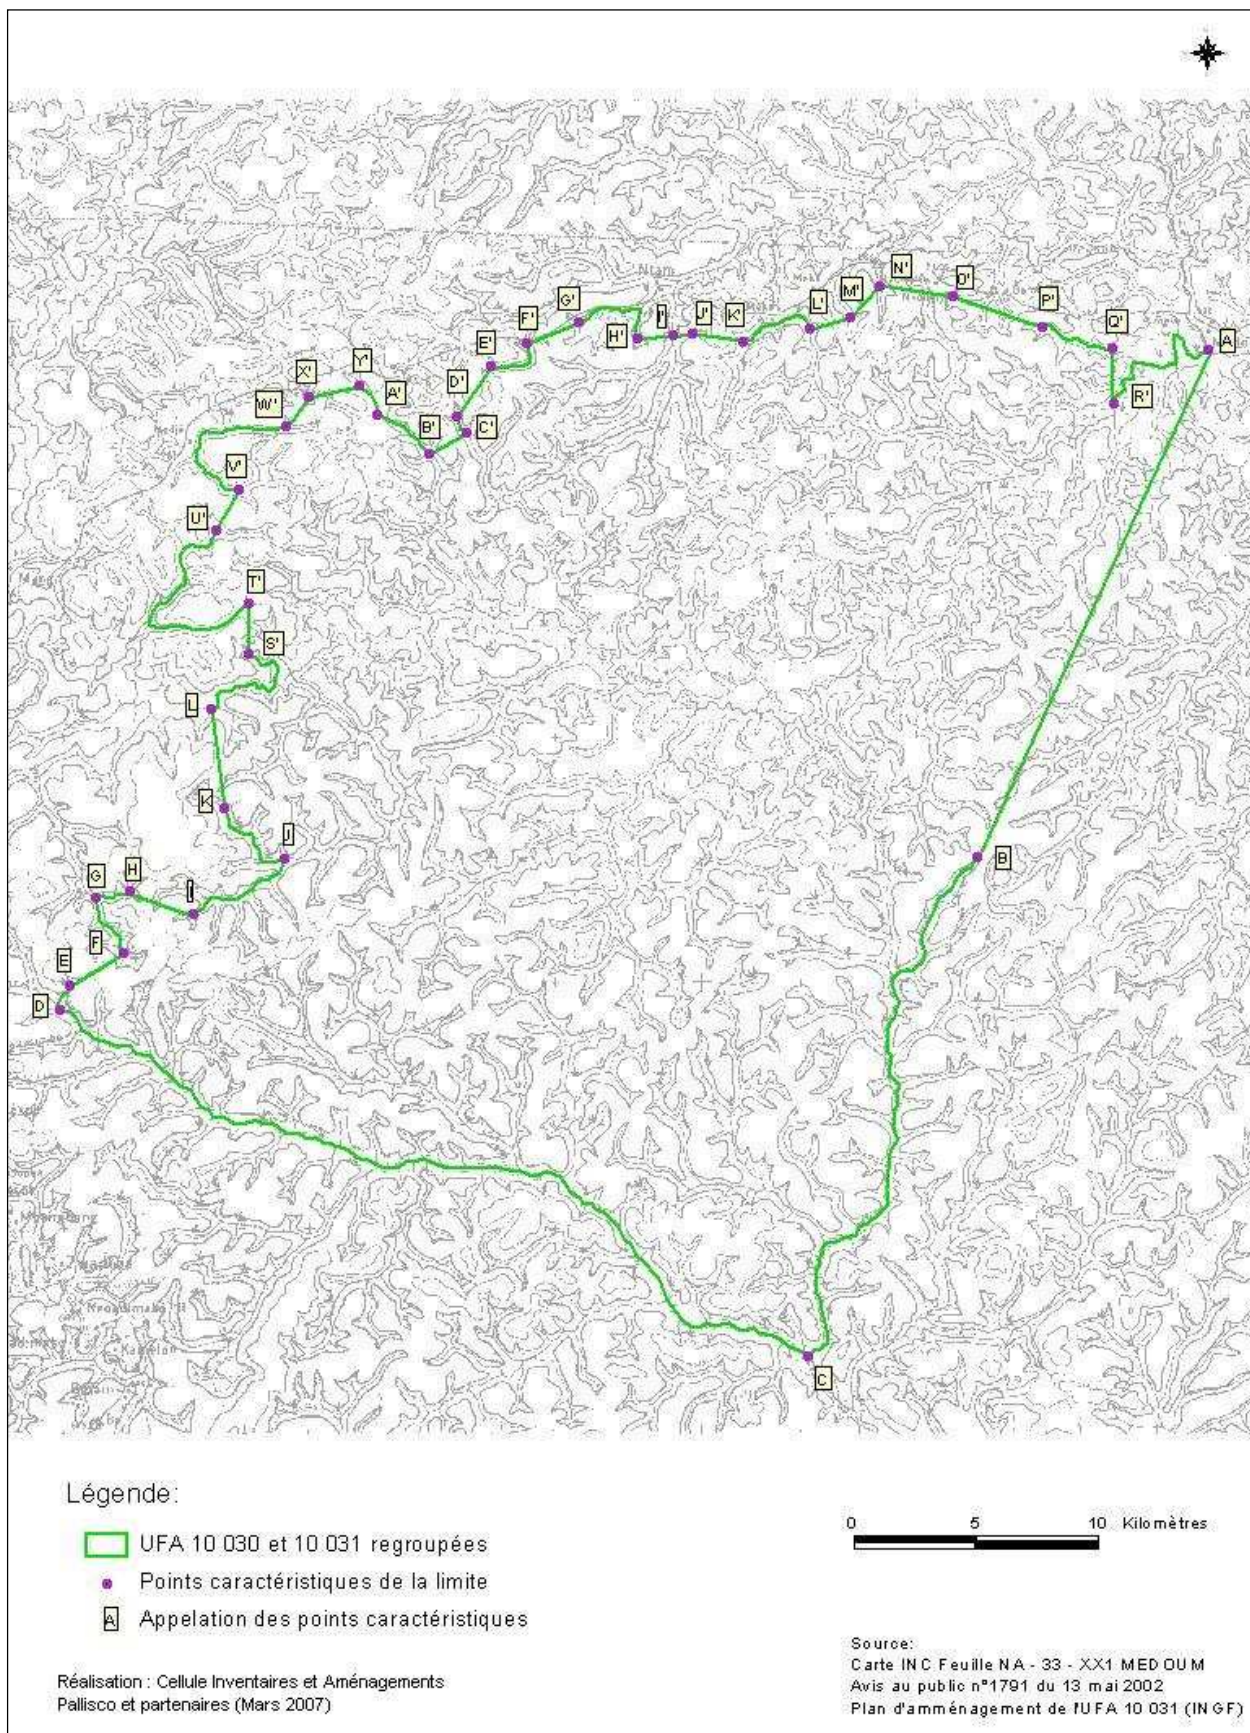 N'
O'
G'
M'
P'
L'
F'
I'
J'
K'
H'
Q'
A
E'
X'
Y'
D'
A'
R'
W'
B'
C'
V'
U'
T'
S'
L
K
J
B
H
G
I
F
E
D
C
Ntam
Légende:
UFA 10 030 et 10 031 regroupées
Points caractéristiques de la limite
A Appelation des points caractéristiques
0 5 10 Kilomètres
Réalisation : Cellule Inventaires et Aménagements
Pallisco et partenaires (Mars 2007)
Source:
Carte INC Feuille NA - 33 - XX1 MEDOUM
Avis au public n°1791 du 13 mai 2002
Plan d'amménagement de l'UFA 10 031 (INGF)